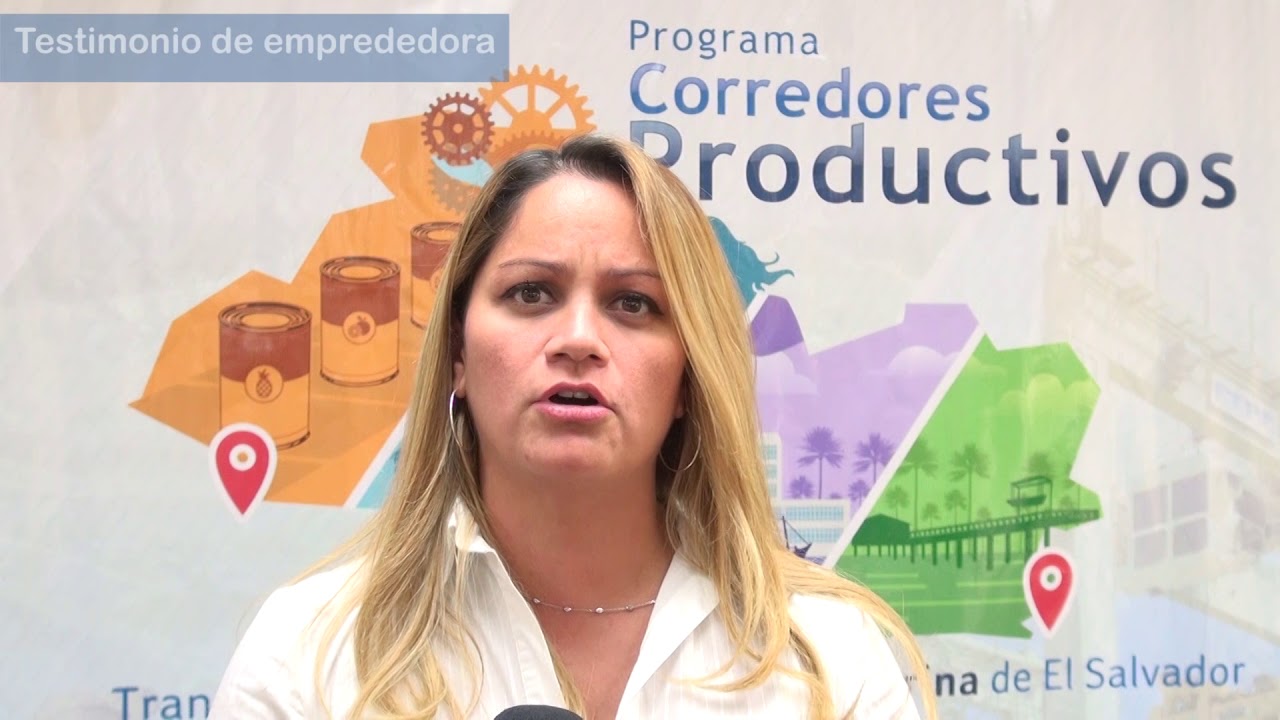 Testimonio de emprededora
Programa
Corredores
Productivos
de El Salvador